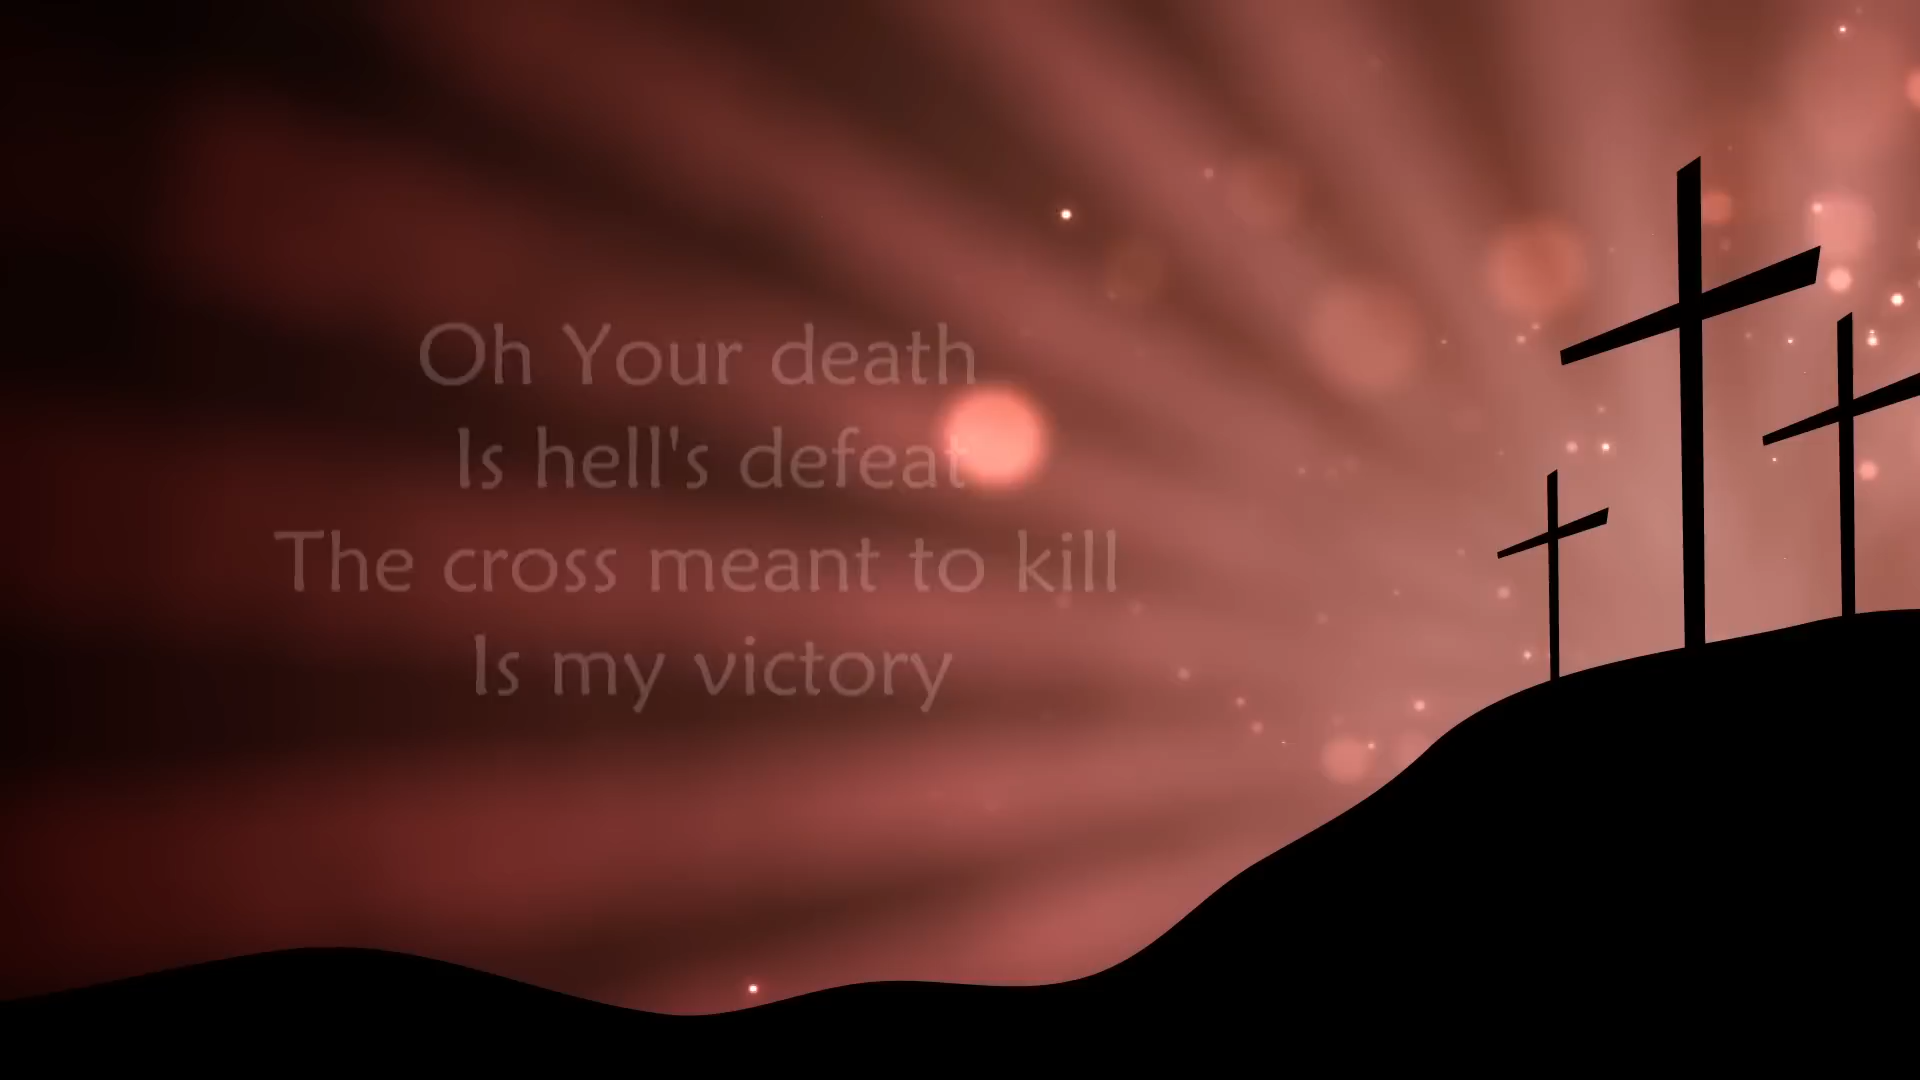 Oh Your death
Is hell's defeat
The cross meant to kill
Is my victory